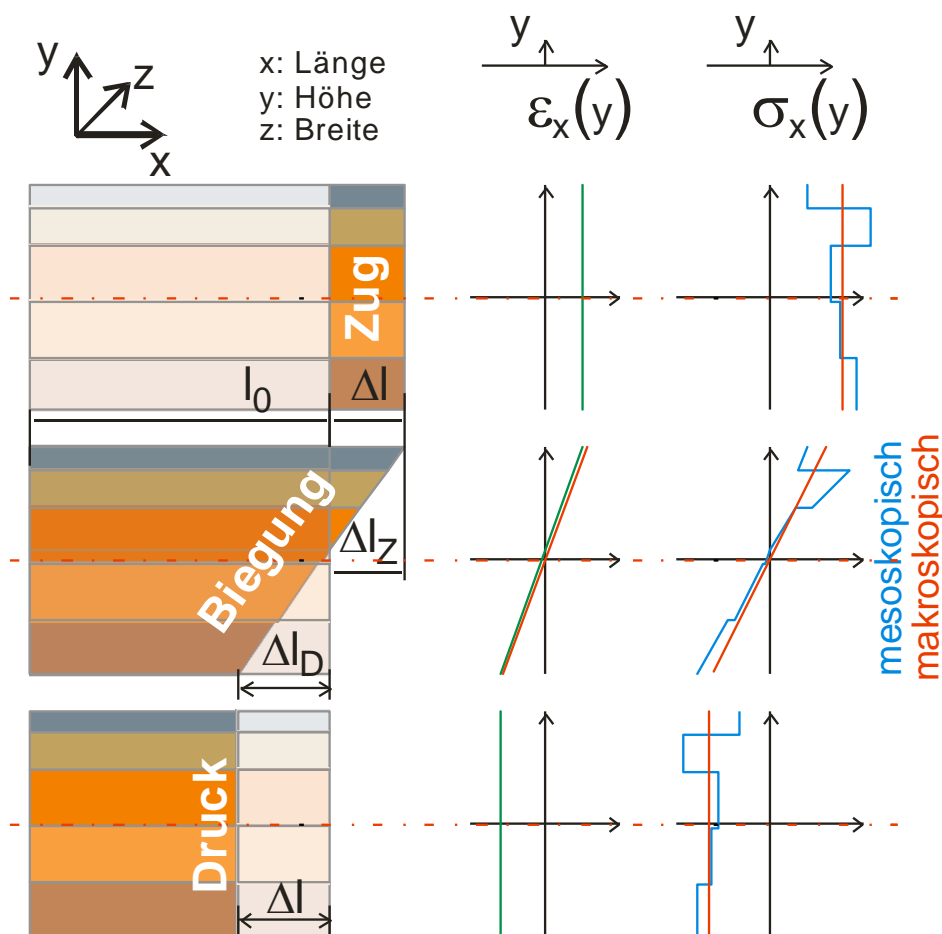 y
z
x
x: Länge
y: Höhe
z: Breite
y
εx(y)
y
σx(y)
Zug
l0
Δl
Biegung
ΔlZ
ΔlD
mesoskopisch
makroskopisch
Druck
Δl